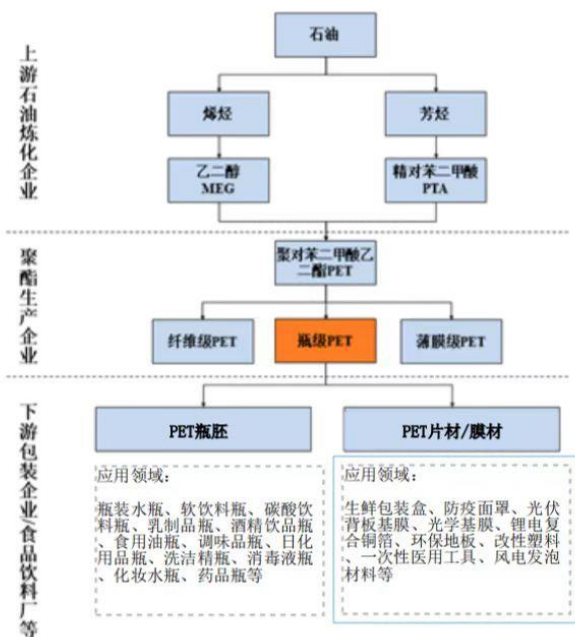 上游石油炼化企业
石油
烯烃
芳烃
乙二醇
MEG
精对苯二甲酸
PTA
聚酯生产企业
聚对苯二甲酸乙
二酯PET
纤维级PET
瓶级PET
薄膜级PET
下游包装企业/食品饮料厂等
PET瓶胚
PET片材/膜材
应用领域：
瓶装水瓶、软饮料瓶、碳酸饮
料瓶、乳制品瓶、酒精饮品瓶
、食用油瓶、调味品瓶、日化
用品瓶、洗洁精瓶、消毒液瓶
、化妆水瓶、药品瓶等
应用领域：
生鲜包装盒、防疫面罩、光伏
背板基膜、光学基膜、锂电复
合铜箔、环保地板、改性塑料
、一次性医用工具、风电发泡
材料等